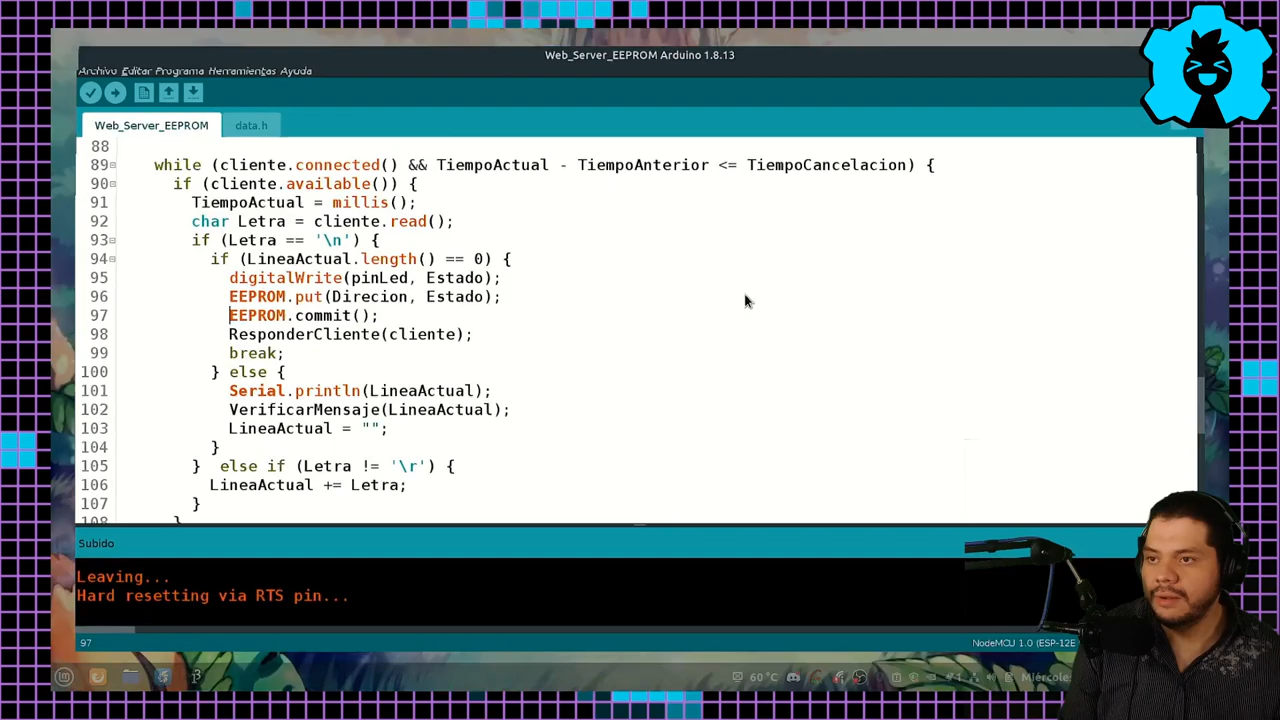 Web_Server_EEPROM Arduino 1.8.13
Archivo Editar Programa Herramientas Ayuda
Web_Server_EEPROM data.h
88
89 while (cliente.connected() && TiempoActual - TiempoAnterior <= TiempoCancelacion) {
90 if (cliente.available()) {
91 TiempoActual = millis();
92 char Letra = cliente.read();
93 if (Letra == '\n') {
94 if (LineaActual.length() == 0) {
95 digitalWrite(pinLed, Estado);
96 EEPROM.put(Direcion, Estado);
97 EEPROM.commit();
98 ResponderCliente(cliente);
99 break;
100 } else {
101 Serial.println(LineaActual);
102 VerificarMensaje(LineaActual);
103 LineaActual = "";
104 }
105 } else if (Letra != '\r') {
106 LineaActual += Letra;
107 }
108 }
Subido
Leaving...
Hard resetting via RTS pin...
97 NodeMCU 1.0 (ESP-12E
60°C 1 Miércole